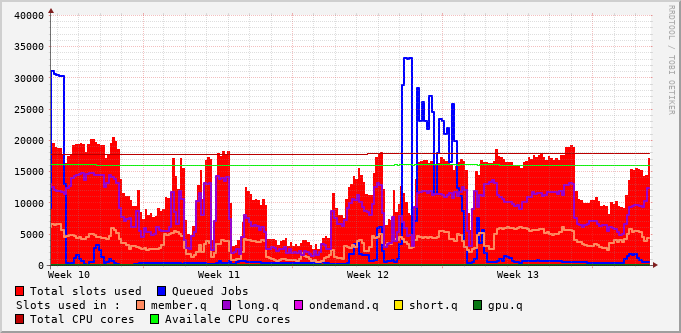 RRDTOOL / TOBI OETIKER
40000
35000
30000
25000
20000
15000
10000
5000
0
Week 10 Week 11 Week 12 Week 13
Total slots used Queued Jobs
Slots used in : member.q long.q ondemand.q short.q gpu.q
Total CPU cores Availale CPU cores